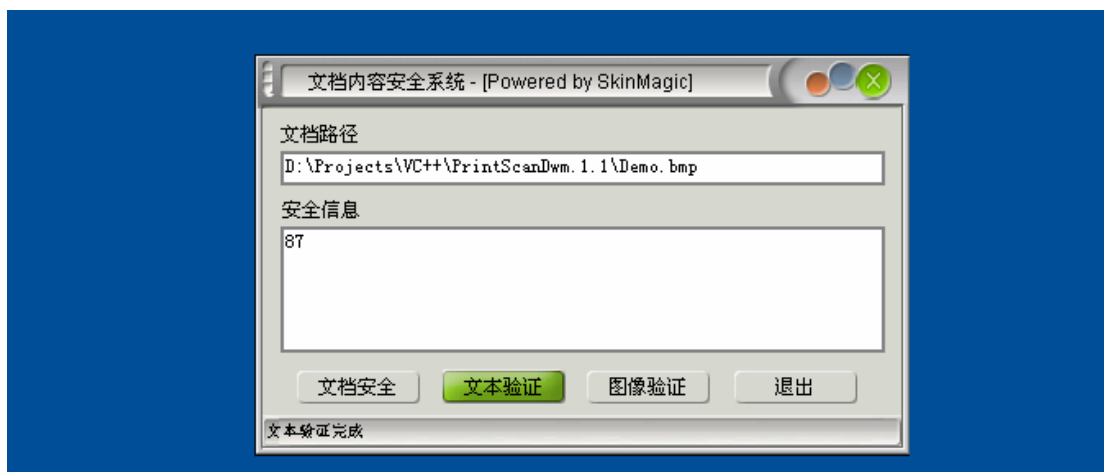 文档内容安全系统 - [Powered by SkinMagic]
文档路径
D:\Projects\VC++\PrintScanDwm.1.1\Demo.bmp
安全信息
87
文档安全 文本验证 图像验证 退出
文本验证完成